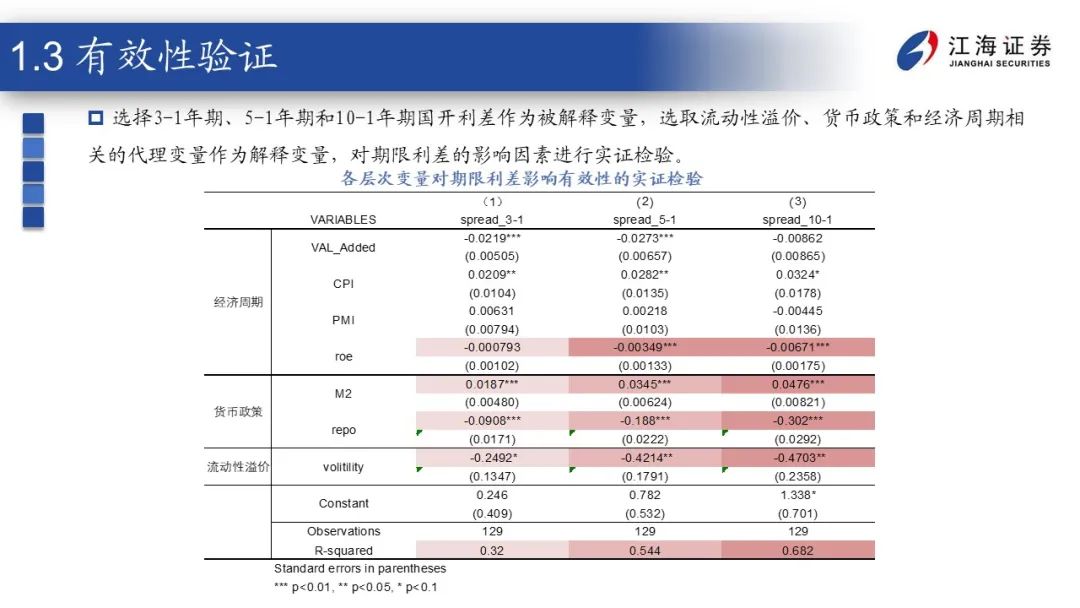 1.3 有效性验证
江海证券
JIANGHAI SECURITIES
选择3-1年期、5-1年期和10-1年期国开利差作为被解释变量，选取流动性溢价、货币政策和经济周期相
关的代理变量作为解释变量，对期限利差的影响因素进行实证检验。
各层次变量对期限利差影响有效性的实证检验
（1） (2) (3)
VARIABLES spread_3-1 spread_5-1 spread_10-1
经济周期
VAL_Added -0.0219*** -0.0273*** -0.00862
(0.00505) (0.00657) (0.00865)
CPI 0.0209** 0.0282** 0.0324*
(0.0104) (0.0135) (0.0178)
PMI 0.00631 0.00218 -0.00445
(0.00794) (0.0103) (0.0136)
roe -0.000793 -0.00349*** -0.00671***
(0.00102) (0.00133) (0.00175)
货币政策
M2 0.0187*** 0.0345*** 0.0476***
(0.00480) (0.00624) (0.00821)
repo -0.0908*** -0.188*** -0.302***
(0.0171) (0.0222) (0.0292)
流动性溢价
volitility -0.2492* -0.4214** -0.4703**
(0.1347) (0.1791) (0.2358)
Constant 0.246 0.782 1.338*
(0.409) (0.532) (0.701)
Observations 129 129 129
R-squared 0.32 0.544 0.682
Standard errors in parentheses
*** p<0.01, ** p<0.05, * p<0.1